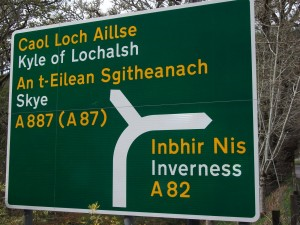 Caol Loch Aillse
Kyle of Lochalsh
An t-Eilean Sgitheanach
Skye
A887 (A87)
Inbhir Nis
Inverness
A82